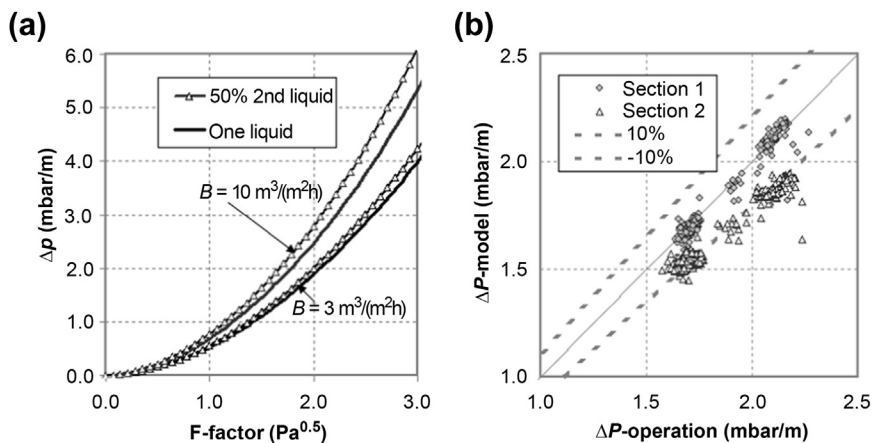 (a)
6.0
5.0
4.0
3.0
2.0
1.0
0.0
Δp (mbar/m)
50% 2nd liquid
One liquid
B = 10 m³/(m²h)
B = 3 m³/(m²h)
0.0 1.0 2.0 3.0
F-factor (Pa⁰·⁵)
(b)
2.5
2.0
1.5
1.0
ΔP-model (mbar/m)
Section 1
Section 2
10%
-10%
1.0 1.5 2.0 2.5
ΔP-operation (mbar/m)